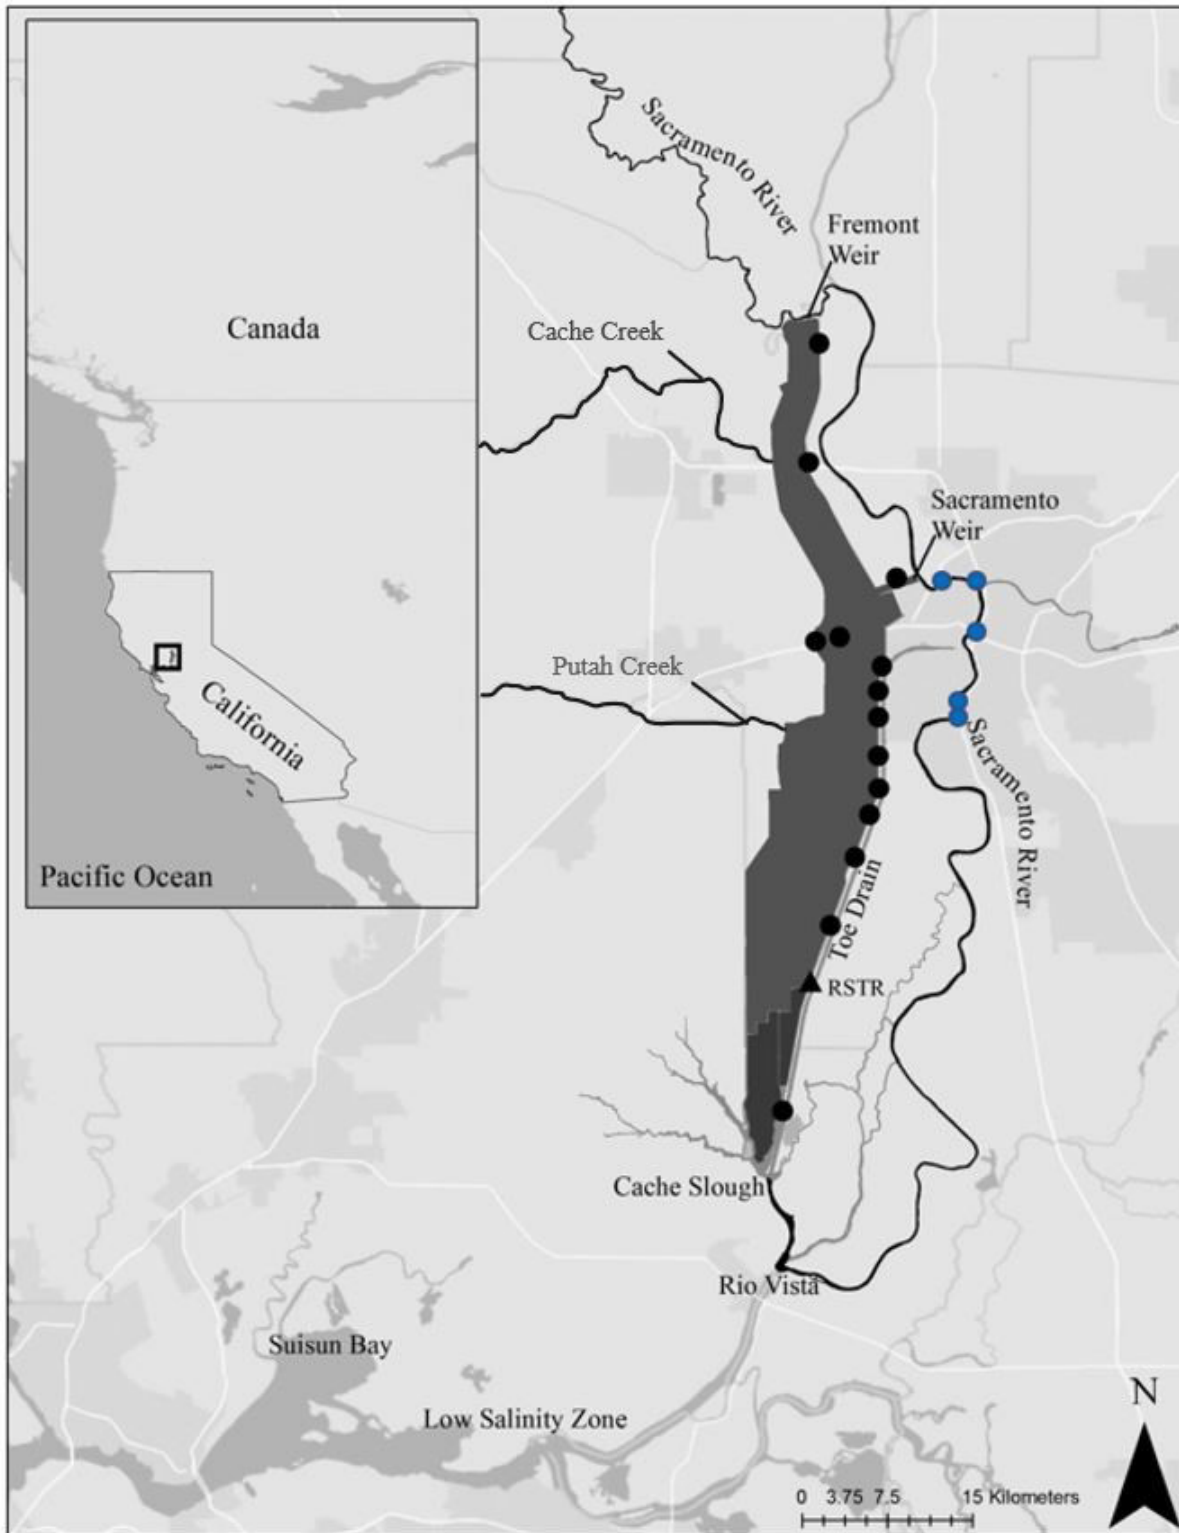 Sacramento River
Fremont
Weir
Canada
Cache Creek
Sacramento
Weir
Putah Creek
California
Sacramento River
Pacific Ocean
Toe Drain
RSTR
Cache Slough
Rio Vista
Suisun Bay
Low Salinity Zone
N
0 3.75 7.5 15 Kilometers